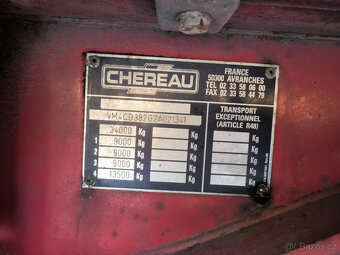 CHEREAU
FRANCE
50300 AVRANCHES
TEL 02 33 58 06 00
FAX 02 33 58 44 79
34000 Kg Kg
1 9000 Kg Kg
2 9000 Kg Kg
3 9000 Kg Kg
13500 Kg Kg
TRANSPORT
EXCEPTIONNEL
(ARTICLE R48)
Kg
Kg
Kg
Kg
Kg
Bazos.cz